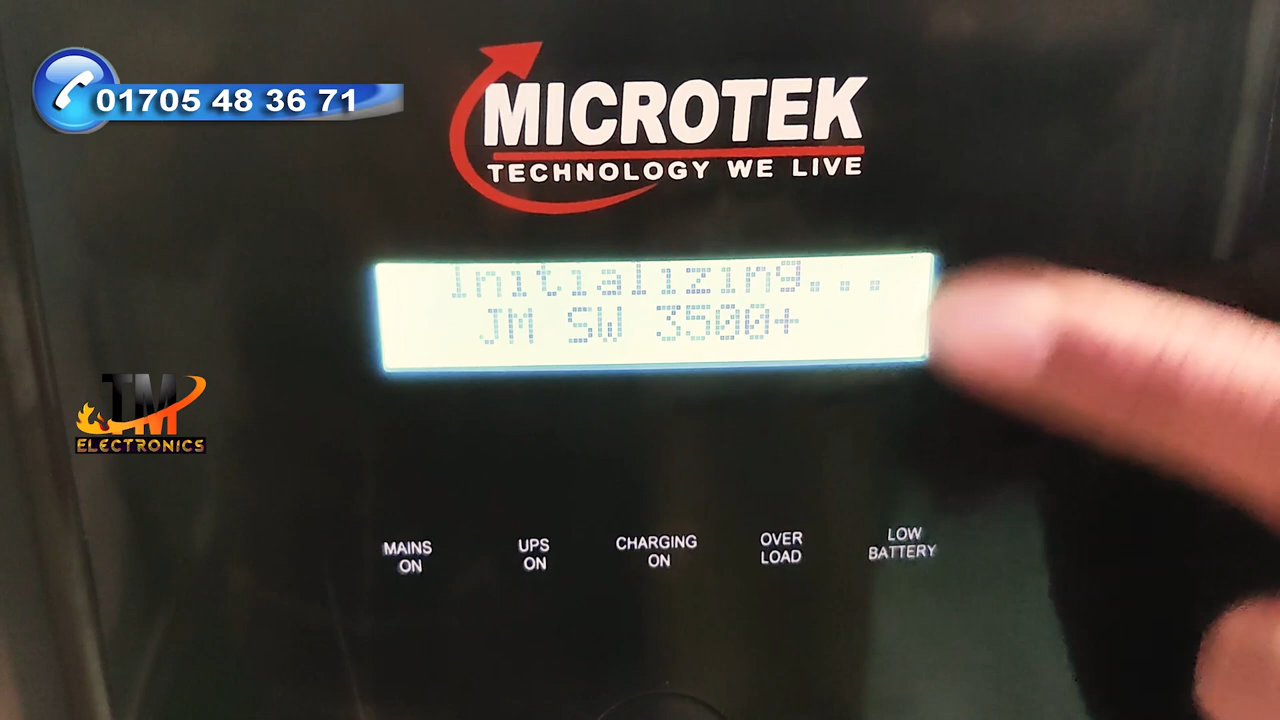 01705 48 36 71
MICROTEK
TECHNOLOGY WE LIVE
Initializing...
JM SW 3500+
TM
ELECTRONICS
MAINS
ON
UPS
ON
CHARGING
ON
OVER
LOAD
LOW
BATTERY